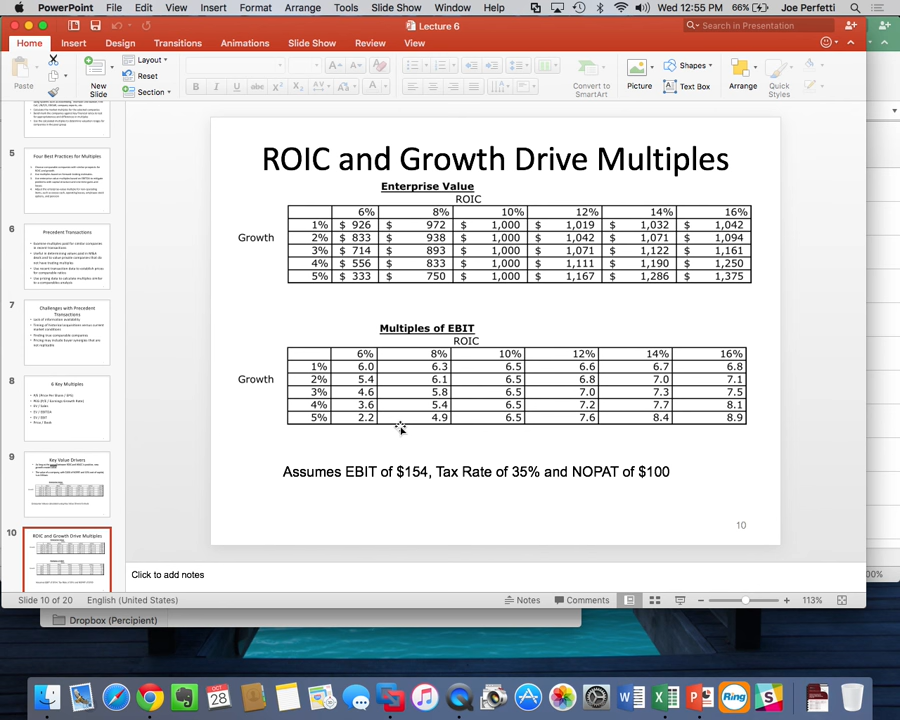 PowerPoint File Edit View Insert Format Arrange Tools Slide Show Window Help Wed 12:55 PM 66% Joe Perfetti
Lecture 6
Search in Presentation
Home Insert Design Transitions Animations Slide Show Review View
Paste
New Slide
Layout
Reset
Section
B I U abc X² X₂ AV Aa A
Convert to SmartArt
Picture
Shapes
Text Box
Arrange
Quick Styles
5
Four Best Practices for Multiples
6
Precedent Transactions
7
Challenges with Precedent Transactions
8
6 Key Multiples
9
Key Value Drivers
10
ROIC and Growth Drive Multiples
ROIC and Growth Drive Multiples
Enterprise Value
ROIC
6% 8% 10% 12% 14% 16%
Growth
1% $ 926 $ 972 $ 1,000 $ 1,019 $ 1,032 $ 1,042
2% $ 833 $ 938 $ 1,000 $ 1,042 $ 1,071 $ 1,094
3% $ 714 $ 893 $ 1,000 $ 1,071 $ 1,122 $ 1,161
4% $ 556 $ 833 $ 1,000 $ 1,111 $ 1,190 $ 1,250
5% $ 333 $ 750 $ 1,000 $ 1,167 $ 1,286 $ 1,375
Multiples of EBIT
ROIC
6% 8% 10% 12% 14% 16%
Growth
1% 6.0 6.3 6.5 6.6 6.7 6.8
2% 5.4 6.1 6.5 6.8 7.0 7.1
3% 4.6 5.8 6.5 7.0 7.3 7.5
4% 3.6 5.4 6.5 7.2 7.7 8.1
5% 2.2 4.9 6.5 7.6 8.4 8.9
Assumes EBIT of $154, Tax Rate of 35% and NOPAT of $100
10
Click to add notes
Slide 10 of 20 English (United States) Notes Comments 113%
Dropbox (Percipient)
OCT
28
Ring